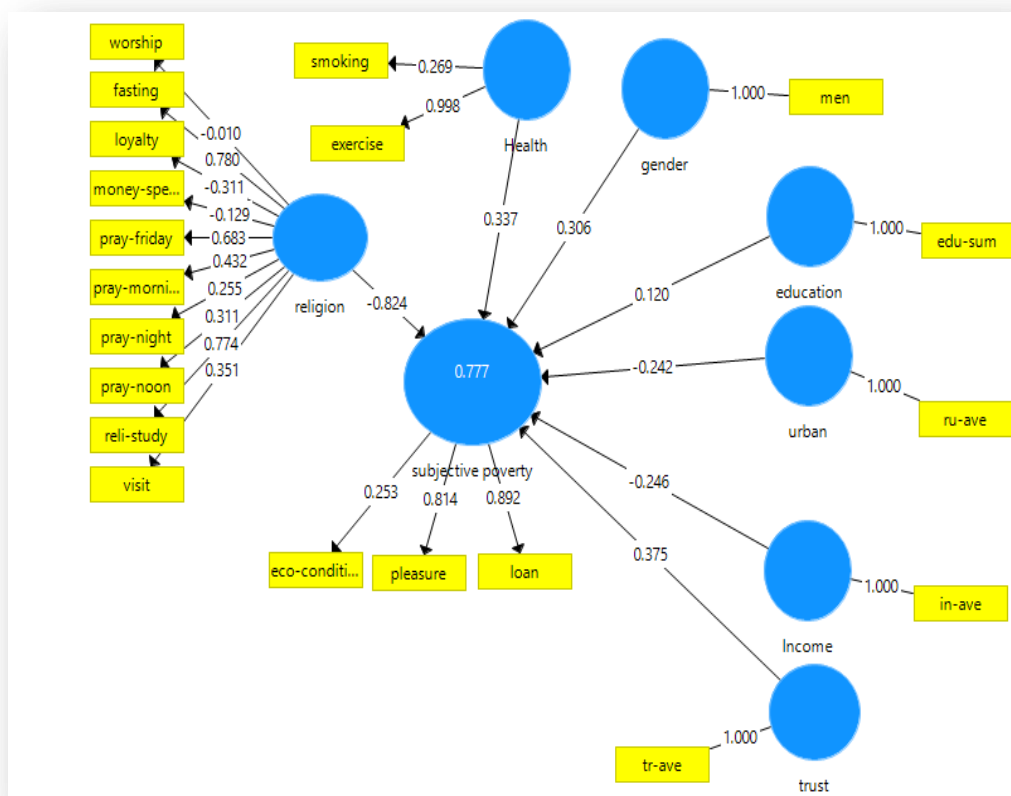 worship
fasting
loyalty
money-spe...
pray-friday
pray-morni...
pray-night
pray-noon
reli-study
visit
-0.010
0.780
-0.311
-0.129
0.683
0.432
0.255
0.311
0.774
0.351
religion
-0.824
smoking
0.269
0.998
exercise
Health
0.337
1.000
men
gender
0.306
1.000
edu-sum
education
0.120
-0.242
1.000
ru-ave
urban
0.777
subjective poverty
0.253
0.814
0.892
eco-conditi...
pleasure
loan
-0.246
1.000
in-ave
Income
0.375
1.000
tr-ave
trust